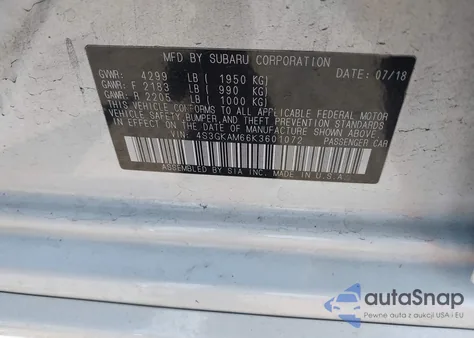 MFD BY SUBARU CORPORATION
GVWR: 4299 LB ( 1950 KG) DATE: 07/18
GAWR: F 2183 LB ( 990 KG)
GAWR: R 2205 LB ( 1000 KG)
THIS VEHICLE CONFORMS TO ALL APPLICABLE FEDERAL MOTOR
VEHICLE SAFETY, BUMPER, AND THEFT PREVENTION STANDARDS
IN EFFECT ON THE DATE OF MANUFACTURE SHOWN ABOVE.
VIN: 4S3GKAM66K3601072 PASSENGER CAR
ASSEMBLED BY SIA INC. MADE IN U.S.A.
autoSnap
Pewne auta z aukcji USA i EU